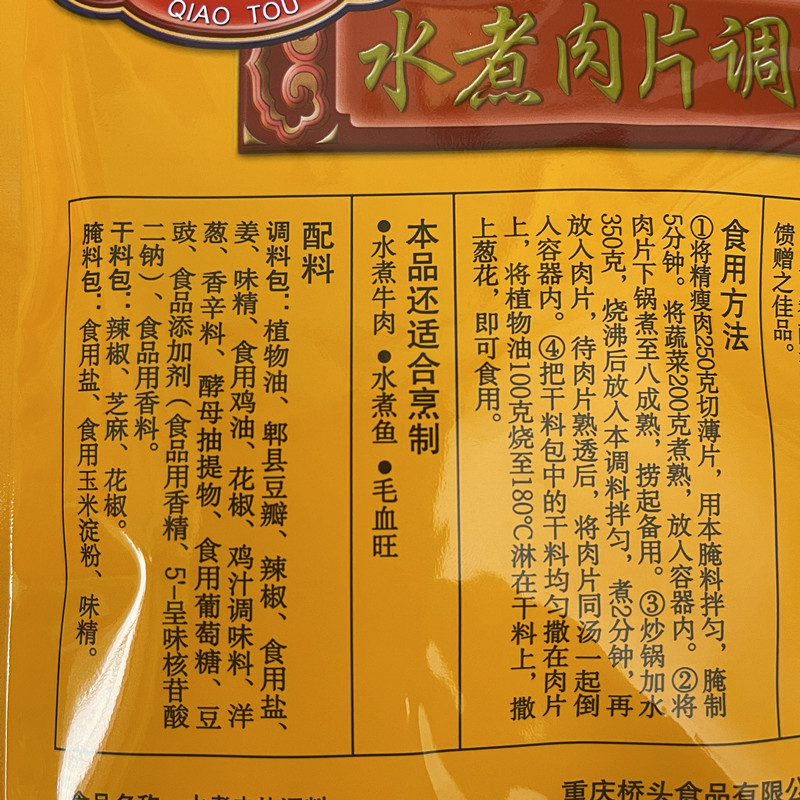 QIAO TOU
水煮肉片调
馈赠之佳品。
食用方法
①将精瘦肉250克切薄片，用本腌料拌匀，腌制
5分钟。将蔬菜200克煮熟，放入容器内。②将
肉片下锅煮至八成熟，捞起备用。③炒锅加水
350克，烧沸后放入本调料拌匀，煮2分钟，再
放入肉片，待肉片熟透后，将肉片同汤一起倒
人容器内。④把干料包中的干料均匀撒在肉片
上，将植物油100克烧至180℃淋在干料上，撒
上葱花，即可食用。
本品还适合烹制
●水煮牛肉 ●水煮鱼 ●毛血旺
配料
调料包：植物油、郫县豆瓣、辣椒、食用盐、
姜、味精、食用鸡油、花椒、鸡汁调味料、洋
葱、香辛料、酵母抽提物、食用葡萄糖、豆
豉、食品添加剂（食品用香精、5'-呈味核苷酸
二钠）、食品用香料。
干料包：辣椒、芝麻、花椒。
腌料包：食用盐、食用玉米淀粉、味精。
重庆桥头食品有限公